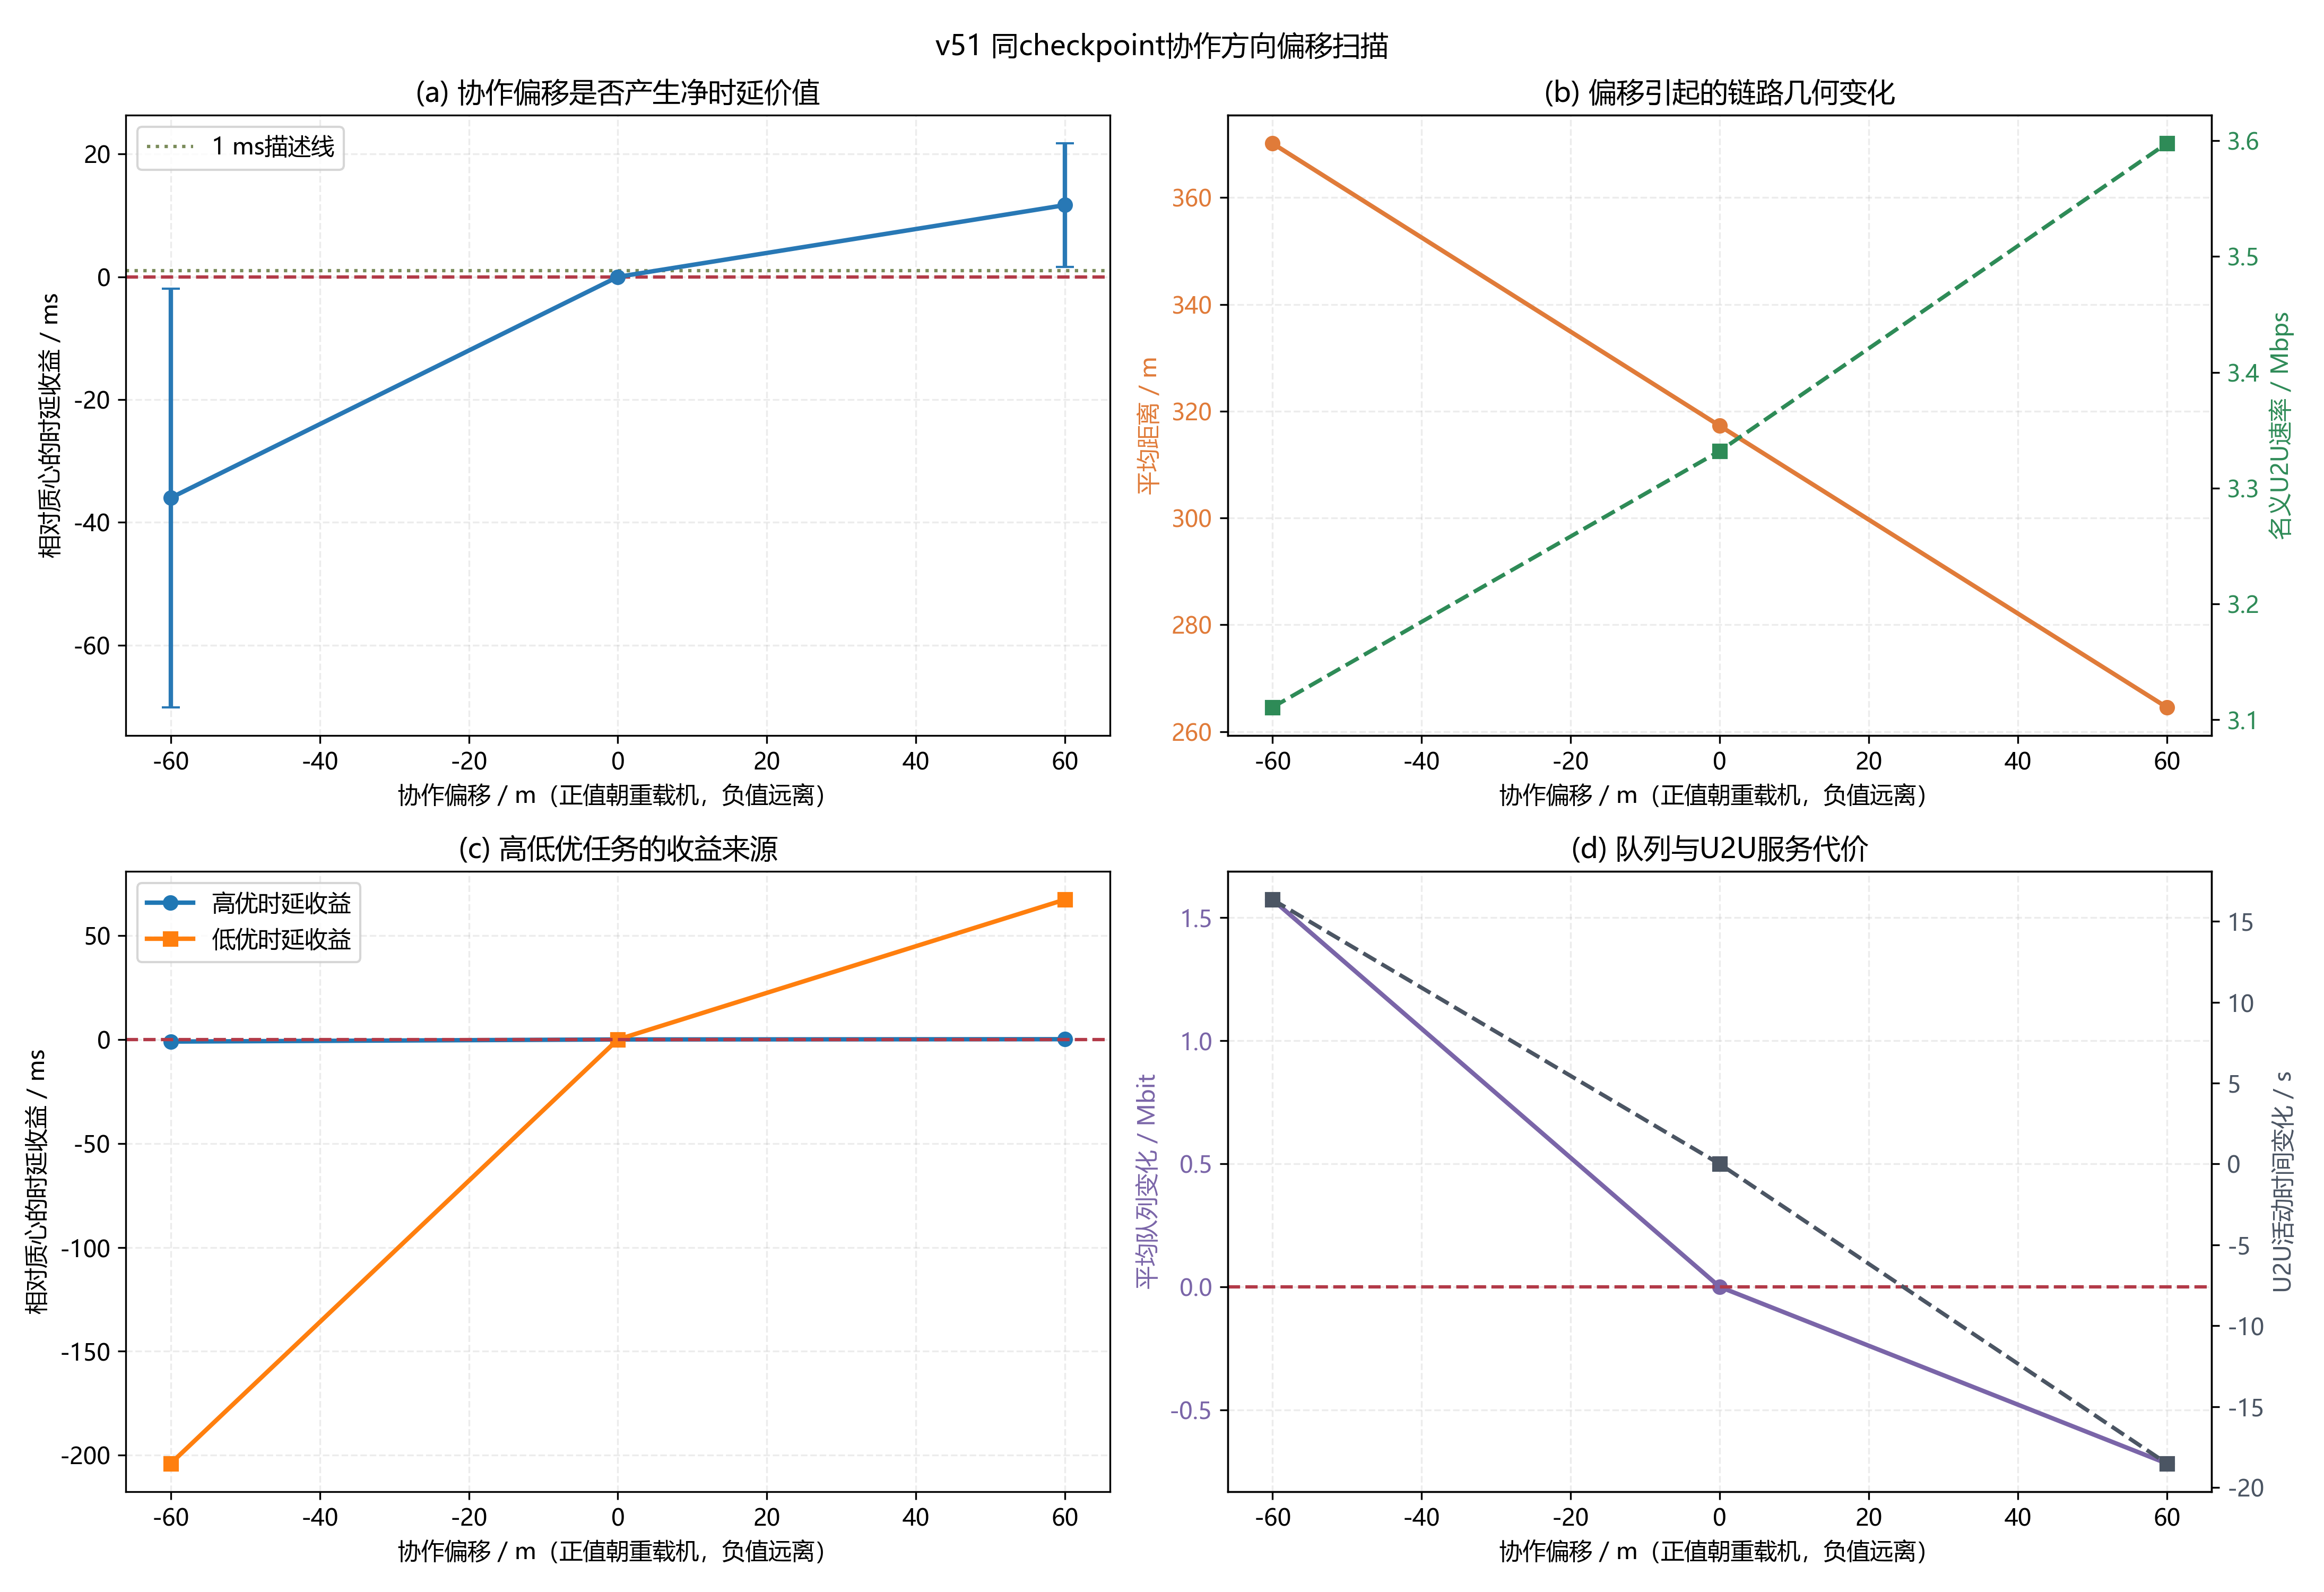 v51 同checkpoint协作方向偏移扫描
(a) 协作偏移是否产生净时延价值
1 ms描述线
20
0
-20
-40
-60
相对质心的时延收益 / ms
-60 -40 -20 0 20 40 60
协作偏移 / m（正值朝重载机，负值远离）
(b) 偏移引起的链路几何变化
360
340
320
300
280
260
平均距离 / m
3.6
3.5
3.4
3.3
3.2
3.1
名义U2U速率 / Mbps
-60 -40 -20 0 20 40 60
协作偏移 / m（正值朝重载机，负值远离）
(c) 高低优任务的收益来源
高优时延收益
低优时延收益
50
0
-50
-100
-150
-200
相对质心的时延收益 / ms
-60 -40 -20 0 20 40 60
协作偏移 / m（正值朝重载机，负值远离）
(d) 队列与U2U服务代价
1.5
1.0
0.5
0.0
-0.5
平均队列变化 / Mbit
15
10
5
0
-5
-10
-15
-20
U2U活动时间变化 / s
-60 -40 -20 0 20 40 60
协作偏移 / m（正值朝重载机，负值远离）